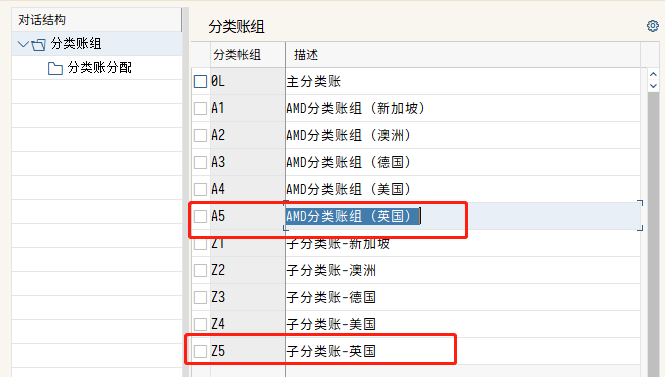 对话结构
分类账组
分类账分配
分类账组
分类帐组 描述
0L 主分类账
A1 AMD分类账组（新加坡）
A2 AMD分类账组（澳洲）
A3 AMD分类账组（德国）
A4 AMD分类账组（美国）
A5 AMD分类账组（英国）
Z1 子分类账-新加坡
Z2 子分类账-澳洲
Z3 子分类账-德国
Z4 子分类账-美国
Z5 子分类账-英国